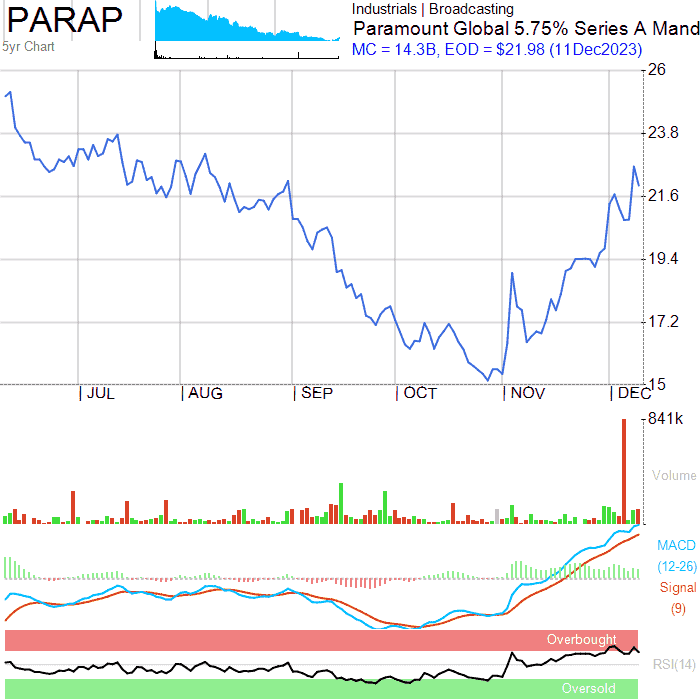 PARAP
5yr Chart
Industrials | Broadcasting
Paramount Global 5.75% Series A Mand
MC = 14.3B, EOD = $21.98 (11Dec2023)
26
23.8
21.6
19.4
17.2
15
| JUL | AUG | SEP | OCT | NOV | DEC
841k
Volume
MACD
(12-26)
Signal
(9)
Overbought
RSI(14)
Oversold